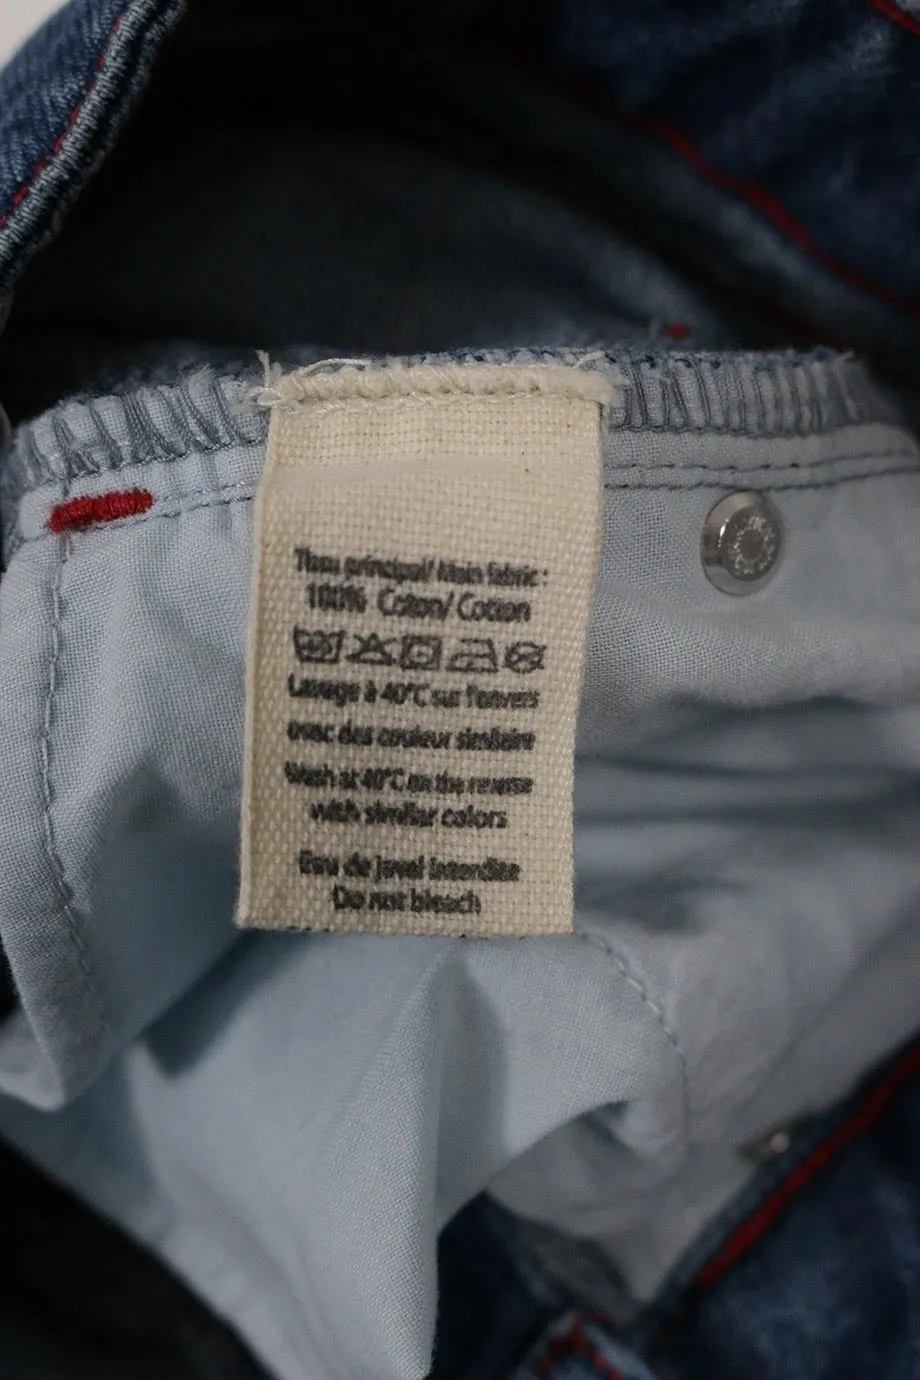 Tissu principal/ Main fabric :
100% Coton/ Cotton
Lavage à 40°C sur l'envers
avec des couleur similaire
Wash at 40°C on the reverse
with similar colors
Eau de javel interdite
Do not bleach